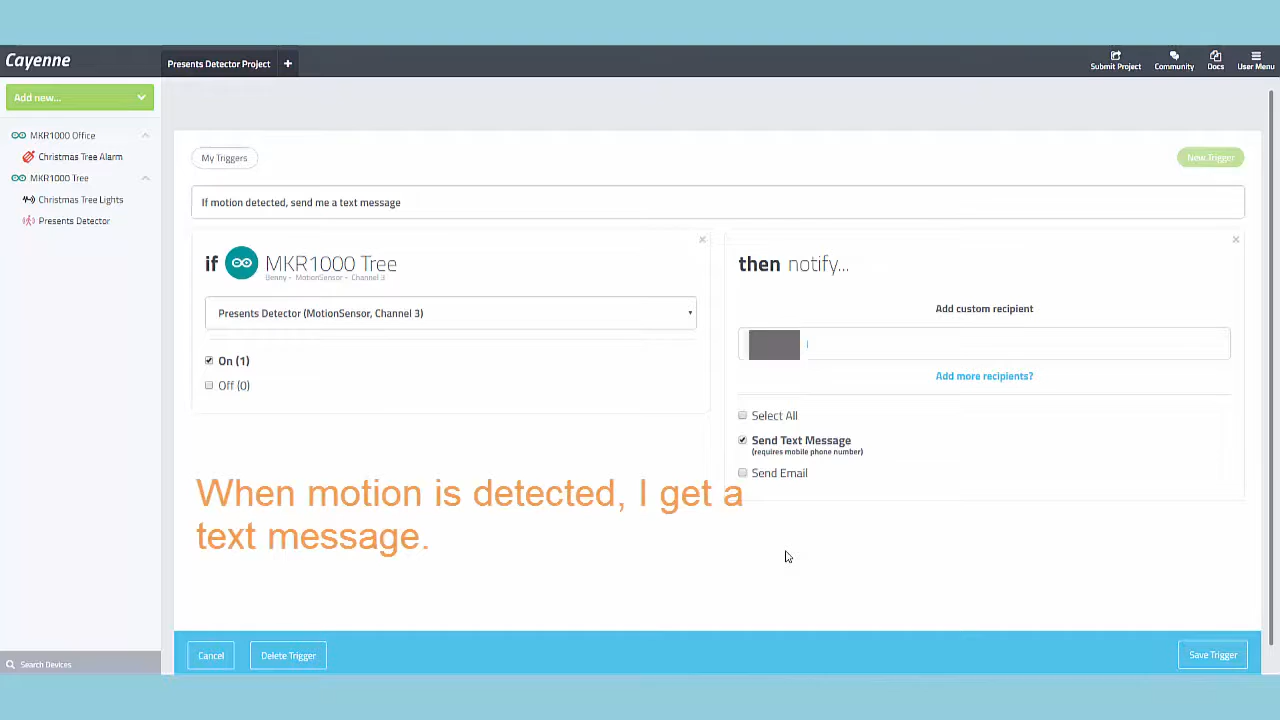 Cayenne
Presents Detector Project
+
Submit Project
Community
Docs
User Menu
Add new...
MKR1000 Office
Christmas Tree Alarm
MKR1000 Tree
Christmas Tree Lights
Presents Detector
My Triggers
New Trigger
If motion detected, send me a text message
if MKR1000 Tree
Benny - MotionSensor - Channel 3
Presents Detector (MotionSensor, Channel 3)
On (1)
Off (0)
then notify...
Add custom recipient
Add more recipients?
Select All
Send Text Message
(requires mobile phone number)
Send Email
When motion is detected, I get a
text message.
Cancel
Delete Trigger
Save Trigger
Search Devices